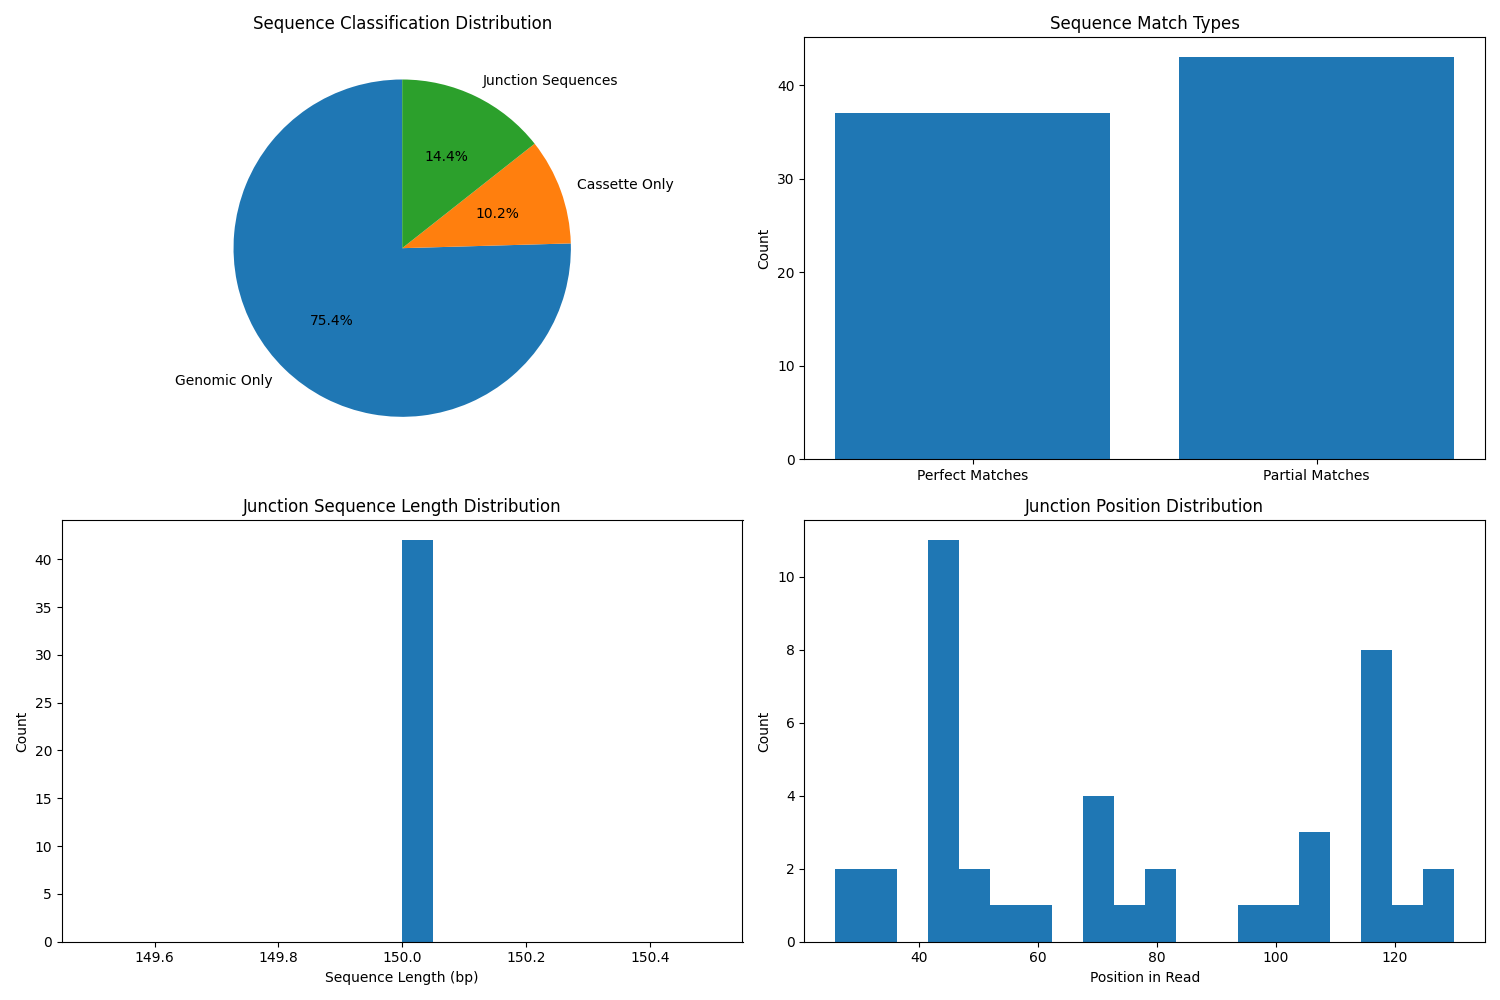 Sequence Classification Distribution
Junction Sequences
14.4%
Cassette Only
10.2%
75.4%
Genomic Only
Sequence Match Types
Count
40
30
20
10
0
Perfect Matches
Partial Matches
Junction Sequence Length Distribution
Count
40
35
30
25
20
15
10
5
0
149.6
149.8
150.0
150.2
150.4
Sequence Length (bp)
Junction Position Distribution
Count
10
8
6
4
2
0
40
60
80
100
120
Position in Read